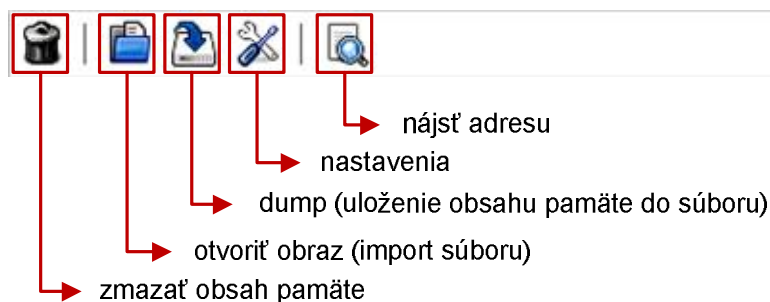 nájsť adresu
nastavenia
dump (uloženie obsahu pamäte do súboru)
otvoriť obraz (import súboru)
zmazať obsah pamäte